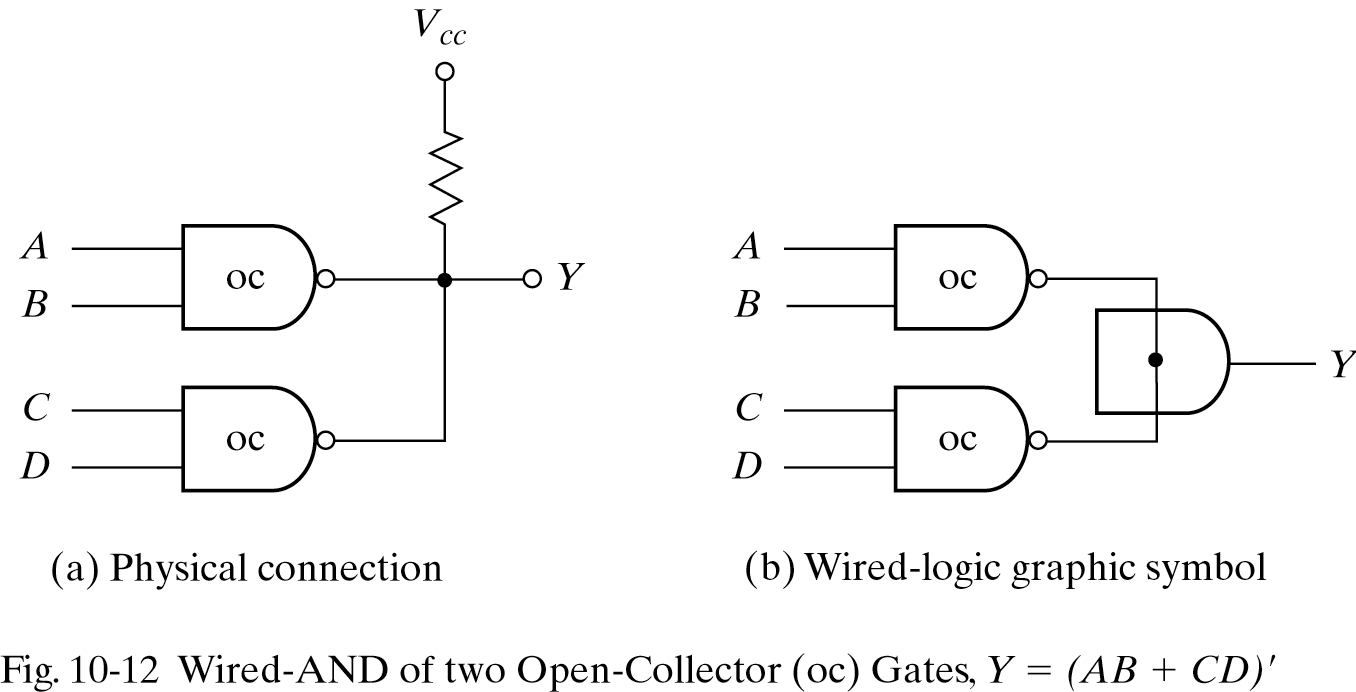 V_cc
A
B
oc
Y
C
D
oc
A
B
oc
Y
C
D
oc
(a) Physical connection
(b) Wired-logic graphic symbol
Fig. 10-12 Wired-AND of two Open-Collector (oc) Gates, Y = (AB + CD)′